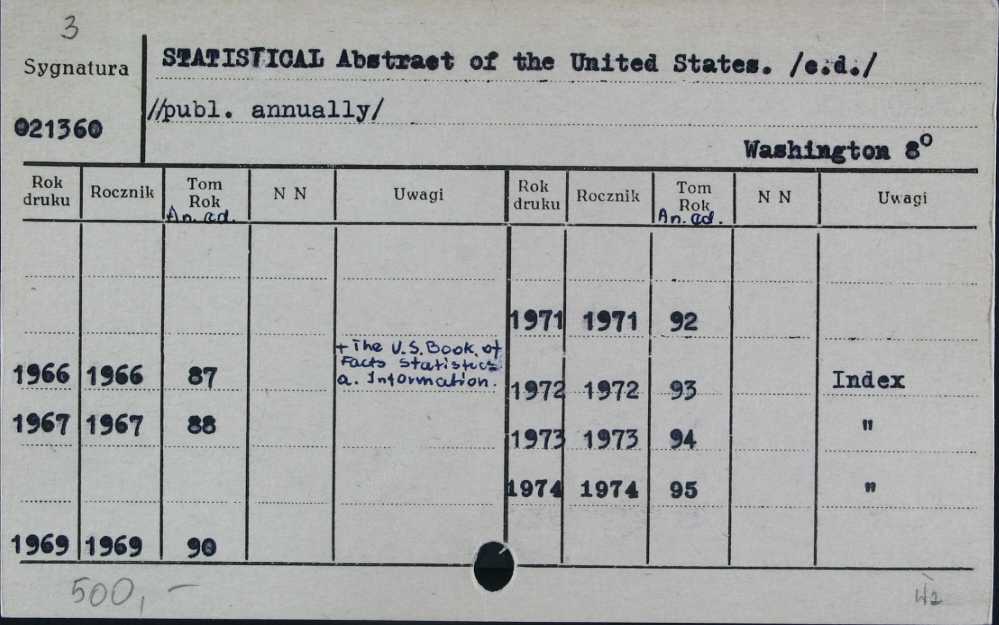 3
Sygnatura
STATISTICAL Abstract of the United States. /c.d./
//publ. annually/
021360
Washington 8°
Rok druku Rocznik Tom Rok An. ed. N N Uwagi Rok druku Rocznik Tom Rok An. ed. N N Uwagi
1971 1971 92
+ The U.S. Book of
Facts Statistics
a. Information.
1966 1966 87
1972 1972 93 Index
1967 1967 88
1973 1973 94 "
1974 1974 95 "
1969 1969 90
500,-